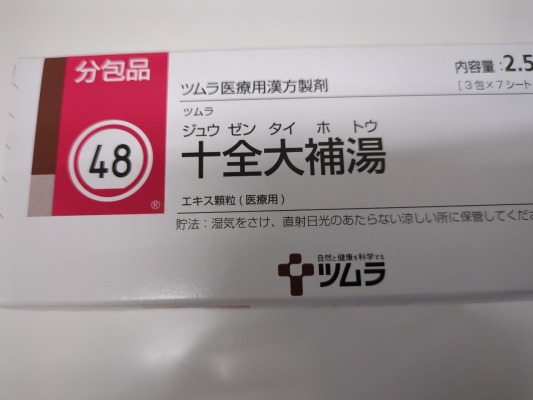 分包品
48
®
ツムラ医療用漢方製剤
内容量:2.5
[3包×7シート
ツムラ
ジュウ ゼン タイ ホ トウ
十全大補湯
エキス顆粒(医療用)
貯法:湿気をさけ、直射日光のあたらない涼しい所に保管してくださ
自然と健康を科学する
ツムラ